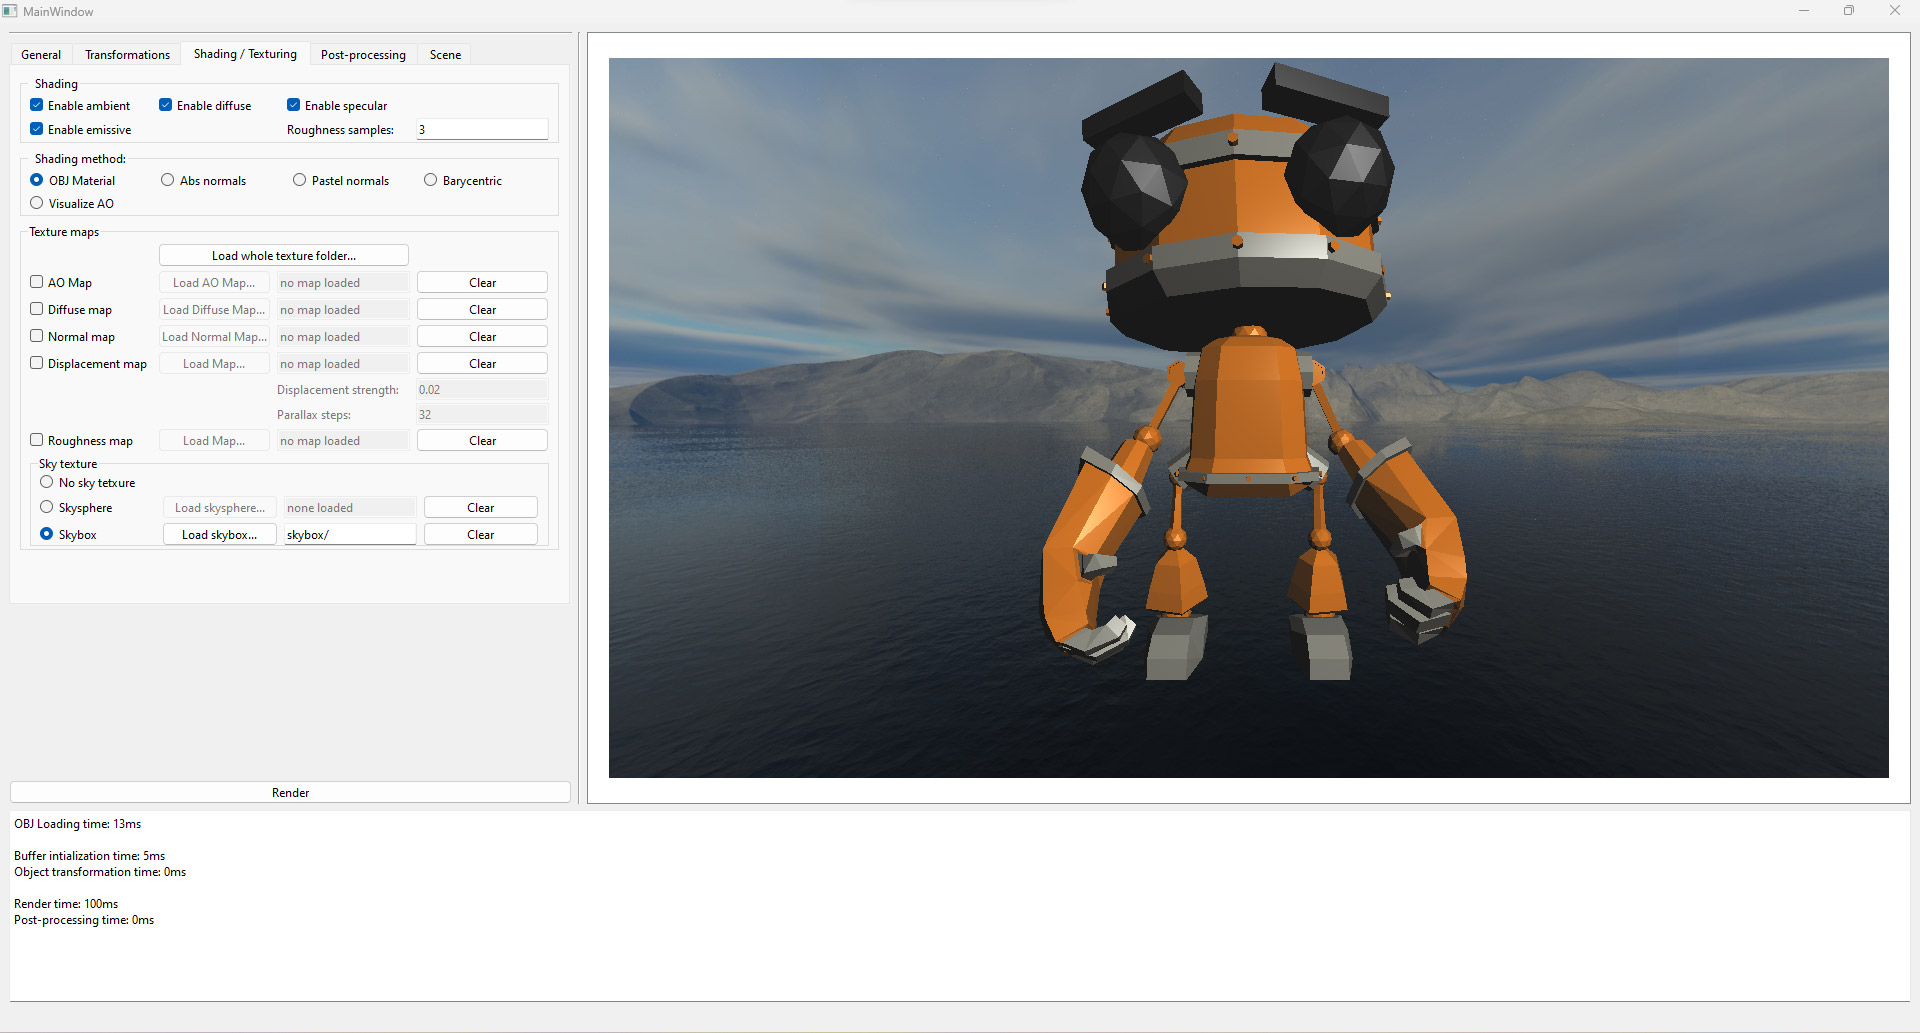 MainWindow
General Transformations Shading / Texturing Post-processing Scene
Shading
Enable ambient Enable diffuse Enable specular
Enable emissive Roughness samples: 3
Shading method:
OBJ Material Abs normals Pastel normals Barycentric
Visualize AO
Texture maps
Load whole texture folder...
AO Map Load AO Map... no map loaded Clear
Diffuse map Load Diffuse Map... no map loaded Clear
Normal map Load Normal Map... no map loaded Clear
Displacement map Load Map... no map loaded Clear
Displacement strength: 0.02
Parallax steps: 32
Roughness map Load Map... no map loaded Clear
Sky texture
No sky tetxure
Skysphere Load skysphere... none loaded Clear
Skybox Load skybox... skybox/ Clear
Render
OBJ Loading time: 13ms
Buffer intialization time: 5ms
Object transformation time: 0ms
Render time: 100ms
Post-processing time: 0ms